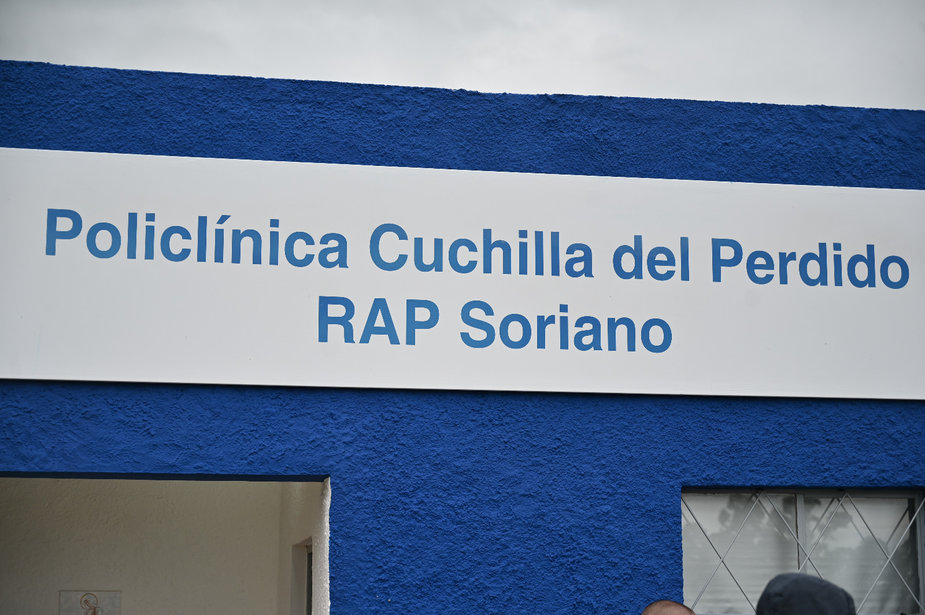 Policlínica Cuchilla del Perdido
RAP Soriano